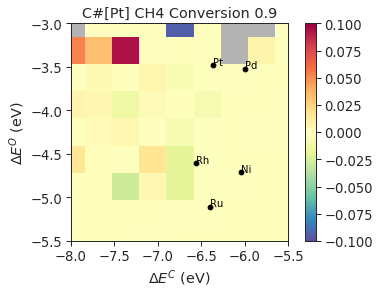 C#[Pt] CH4 Conversion 0.9
−3.0
−3.5
−4.0
−4.5
−5.0
−5.5
ΔE^O (eV)
Pt
Pd
Rh
Ni
Ru
−8.0 −7.5 −7.0 −6.5 −6.0 −5.5
ΔE^C (eV)
0.100
0.075
0.050
0.025
0.000
−0.025
−0.050
−0.075
−0.100